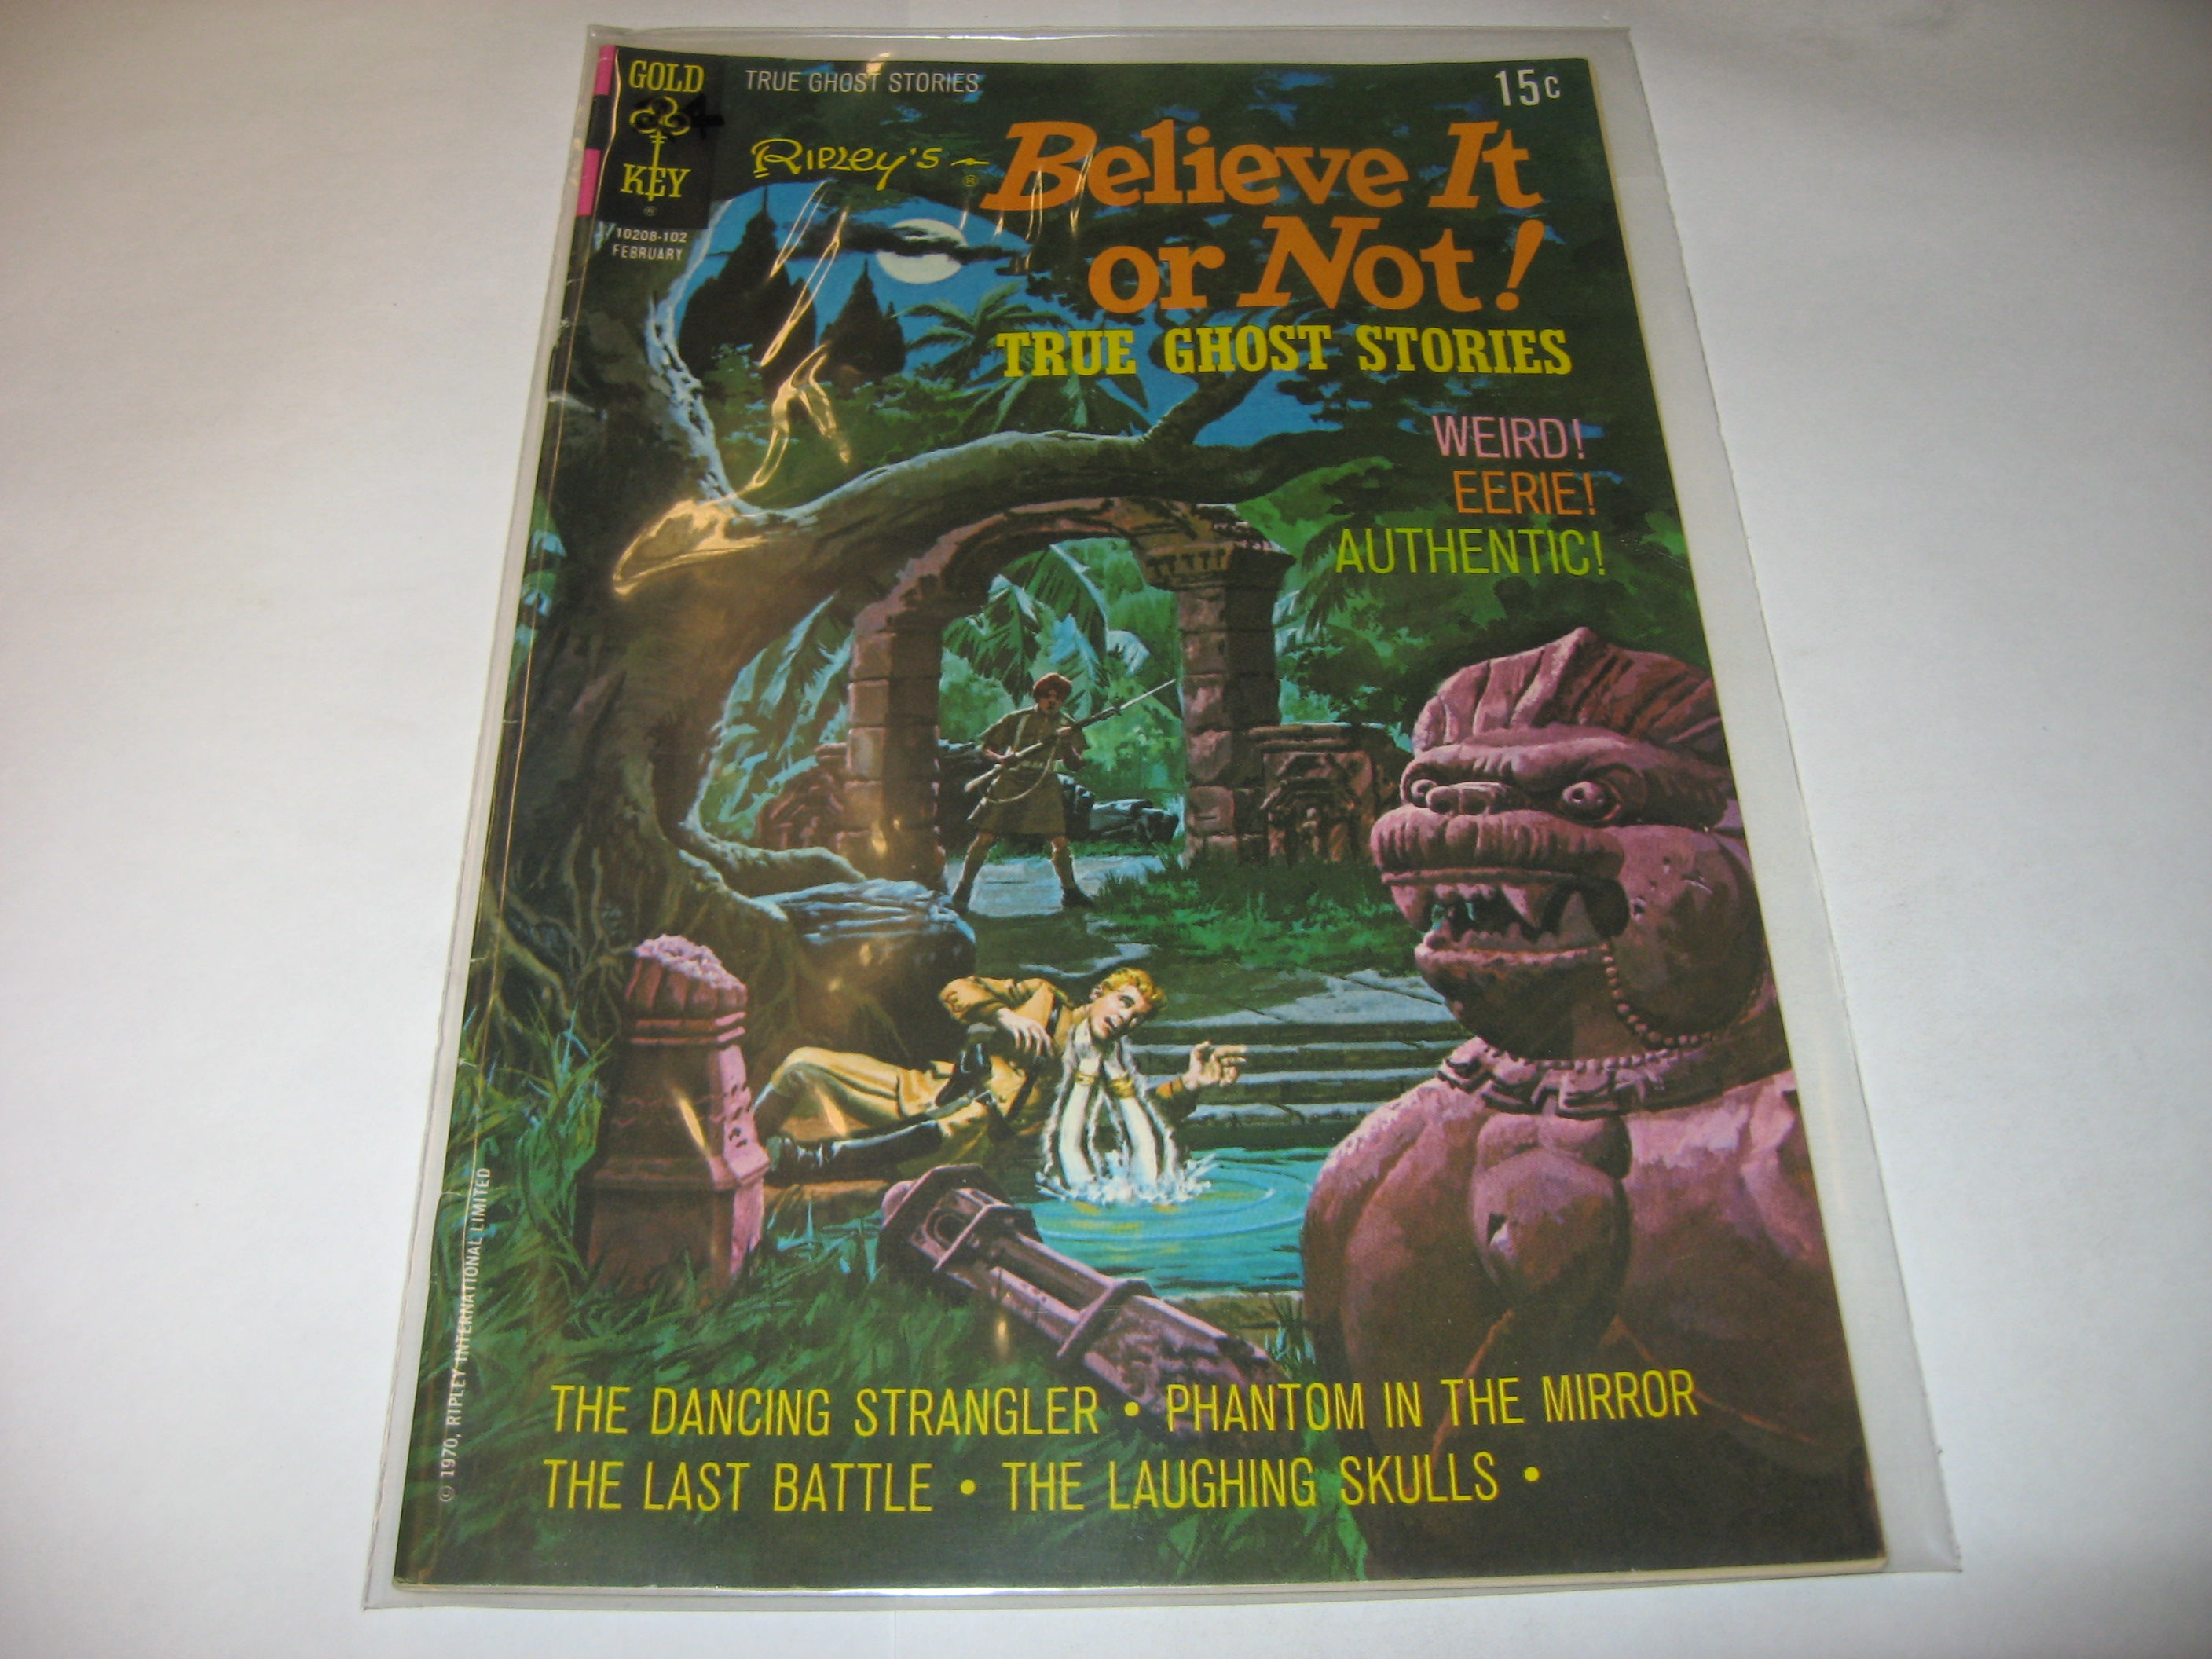 GOLD
KEY
®
10208-102
FEBRUARY
TRUE GHOST STORIES
15c
RIPLEY'S
®
Believe It
or Not!
TRUE GHOST STORIES
WEIRD!
EERIE!
AUTHENTIC!
© 1970, RIPLEY INTERNATIONAL LIMITED
THE DANCING STRANGLER • PHANTOM IN THE MIRROR
THE LAST BATTLE • THE LAUGHING SKULLS •